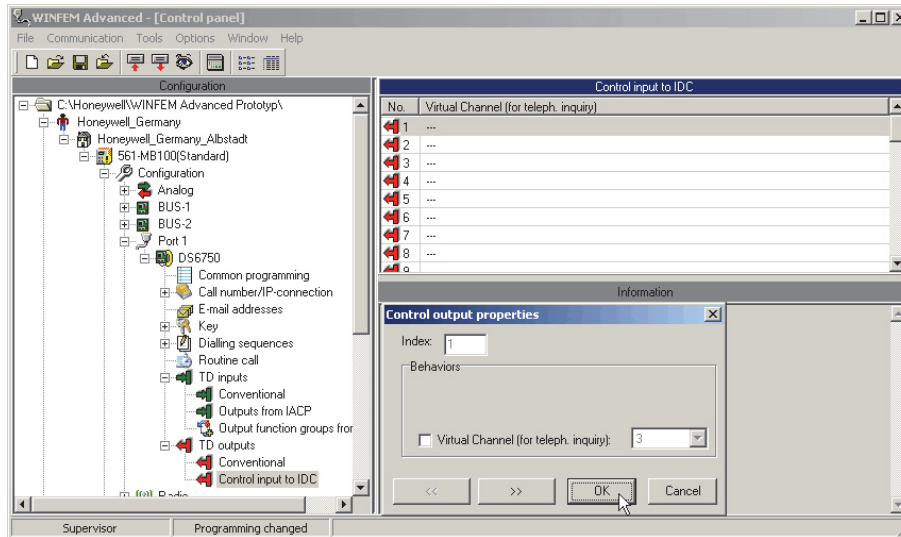 WINFEM Advanced - [Control panel]
File Communication Tools Options Window Help
Configuration
C:\Honeywell\WINFEM Advanced Prototyp\
Honeywell_Germany
Honeywell_Germany_Albstadt
561-MB100(Standard)
Configuration
Analog
BUS-1
BUS-2
Port 1
DS6750
Common programming
Call number/IP-connection
E-mail addresses
Key
Dialling sequences
Routine call
TD inputs
Conventional
Outputs from IACP
Output function groups fror
TD outputs
Conventional
Control input to IDC
Control input to IDC
No. Virtual Channel (for teleph. inquiry)
1 ---
2 ---
3 ---
4 ---
5 ---
6 ---
7 ---
8 ---
Information
Control output properties
Index: 1
Behaviors
Virtual Channel (for teleph. inquiry): 3
<< >> OK Cancel
Supervisor Programming changed